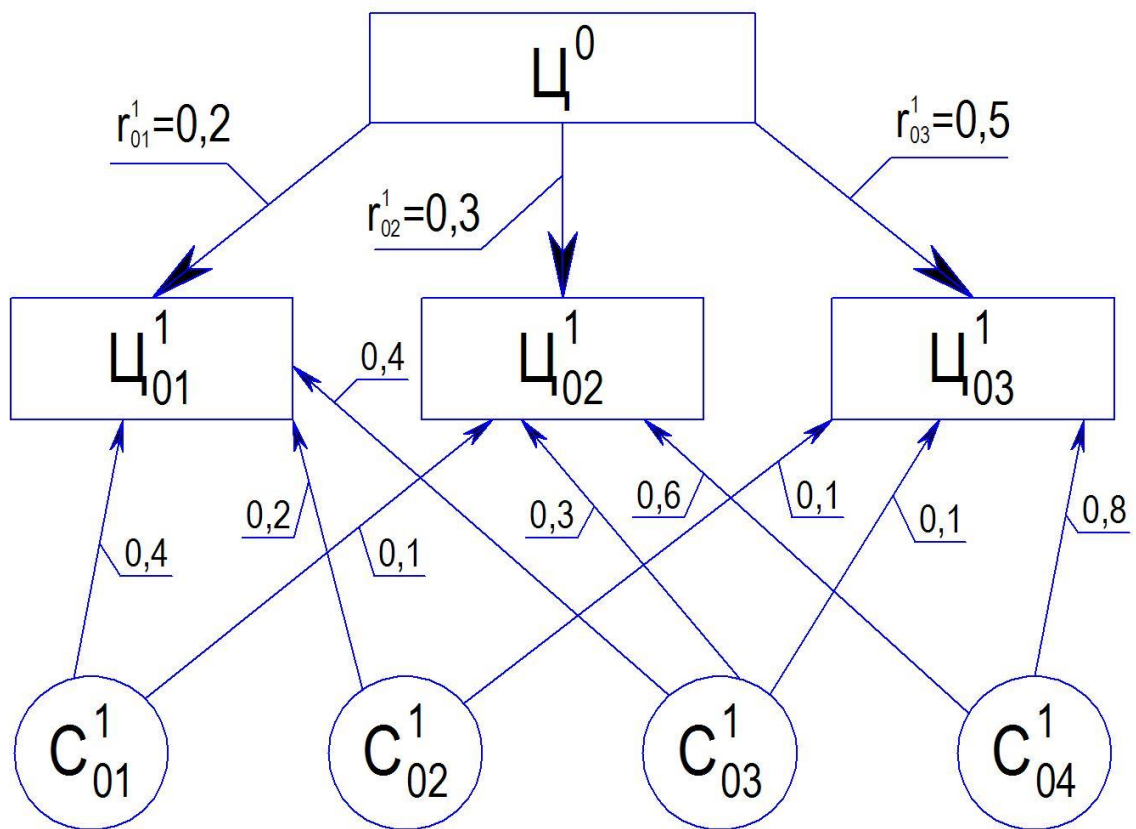 Ц⁰
r¹₀₁=0,2
r¹₀₃=0,5
r¹₀₂=0,3
Ц¹₀₁
Ц¹₀₂
Ц¹₀₃
0,4
0,2
0,6
0,1
0,3
0,1
0,8
0,4
0,1
С¹₀₁
С¹₀₂
С¹₀₃
С¹₀₄